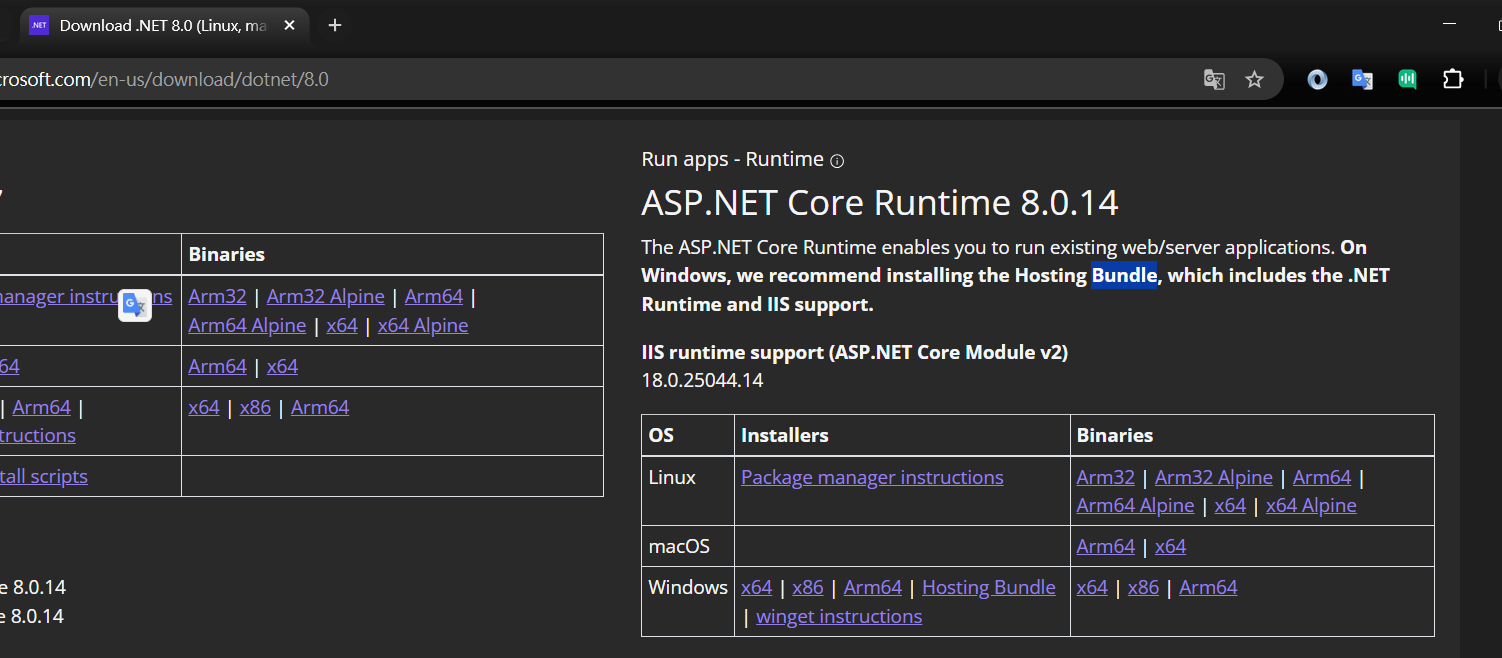 Download .NET 8.0 (Linux, ma
crosoft.com/en-us/download/dotnet/8.0
Binaries
Arm32 | Arm32 Alpine | Arm64 |
Arm64 Alpine | x64 | x64 Alpine
64
Arm64 | x64
| Arm64 |
tructions
x64 | x86 | Arm64
tall scripts
e 8.0.14
e 8.0.14
Run apps - Runtime
ASP.NET Core Runtime 8.0.14
The ASP.NET Core Runtime enables you to run existing web/server applications. On
Windows, we recommend installing the Hosting Bundle, which includes the .NET
Runtime and IIS support.
IIS runtime support (ASP.NET Core Module v2)
18.0.25044.14
OS Installers Binaries
Linux Package manager instructions Arm32 | Arm32 Alpine | Arm64 |
Arm64 Alpine | x64 | x64 Alpine
macOS Arm64 | x64
Windows x64 | x86 | Arm64 | Hosting Bundle x64 | x86 | Arm64
| winget instructions